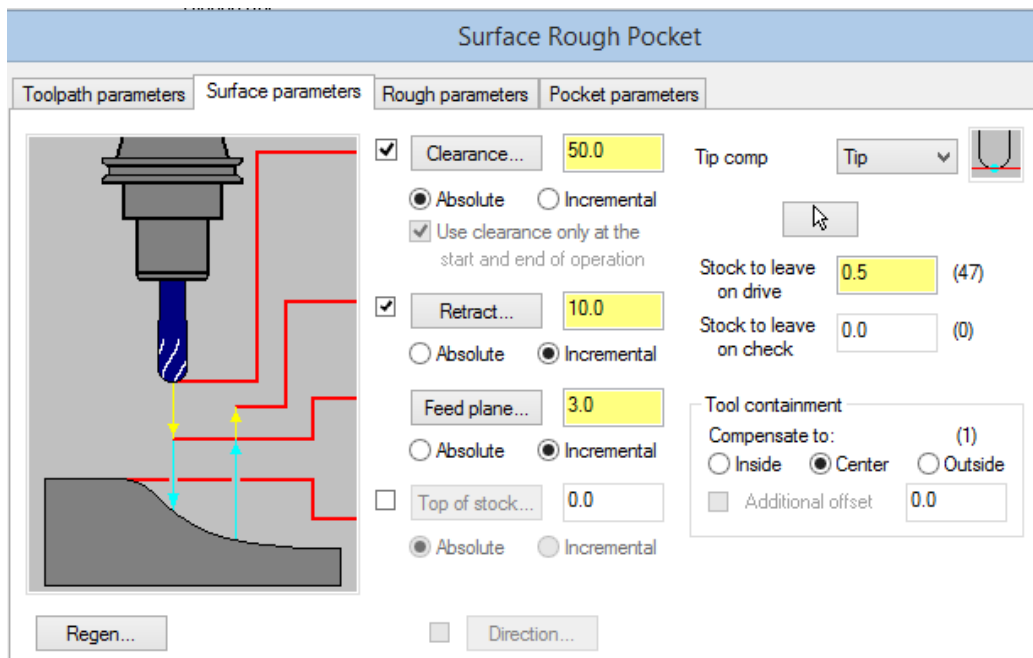 Surface Rough Pocket
Toolpath parameters Surface parameters Rough parameters Pocket parameters
Clearance... 50.0 Tip comp Tip
Absolute Incremental
Use clearance only at the
start and end of operation
Stock to leave
on drive 0.5 (47)
Retract... 10.0
Stock to leave
on check 0.0 (0)
Absolute Incremental
Feed plane... 3.0
Tool containment
Compensate to: (1)
Absolute Incremental
Inside Center Outside
Top of stock... 0.0
Additional offset 0.0
Absolute Incremental
Regen... Direction...